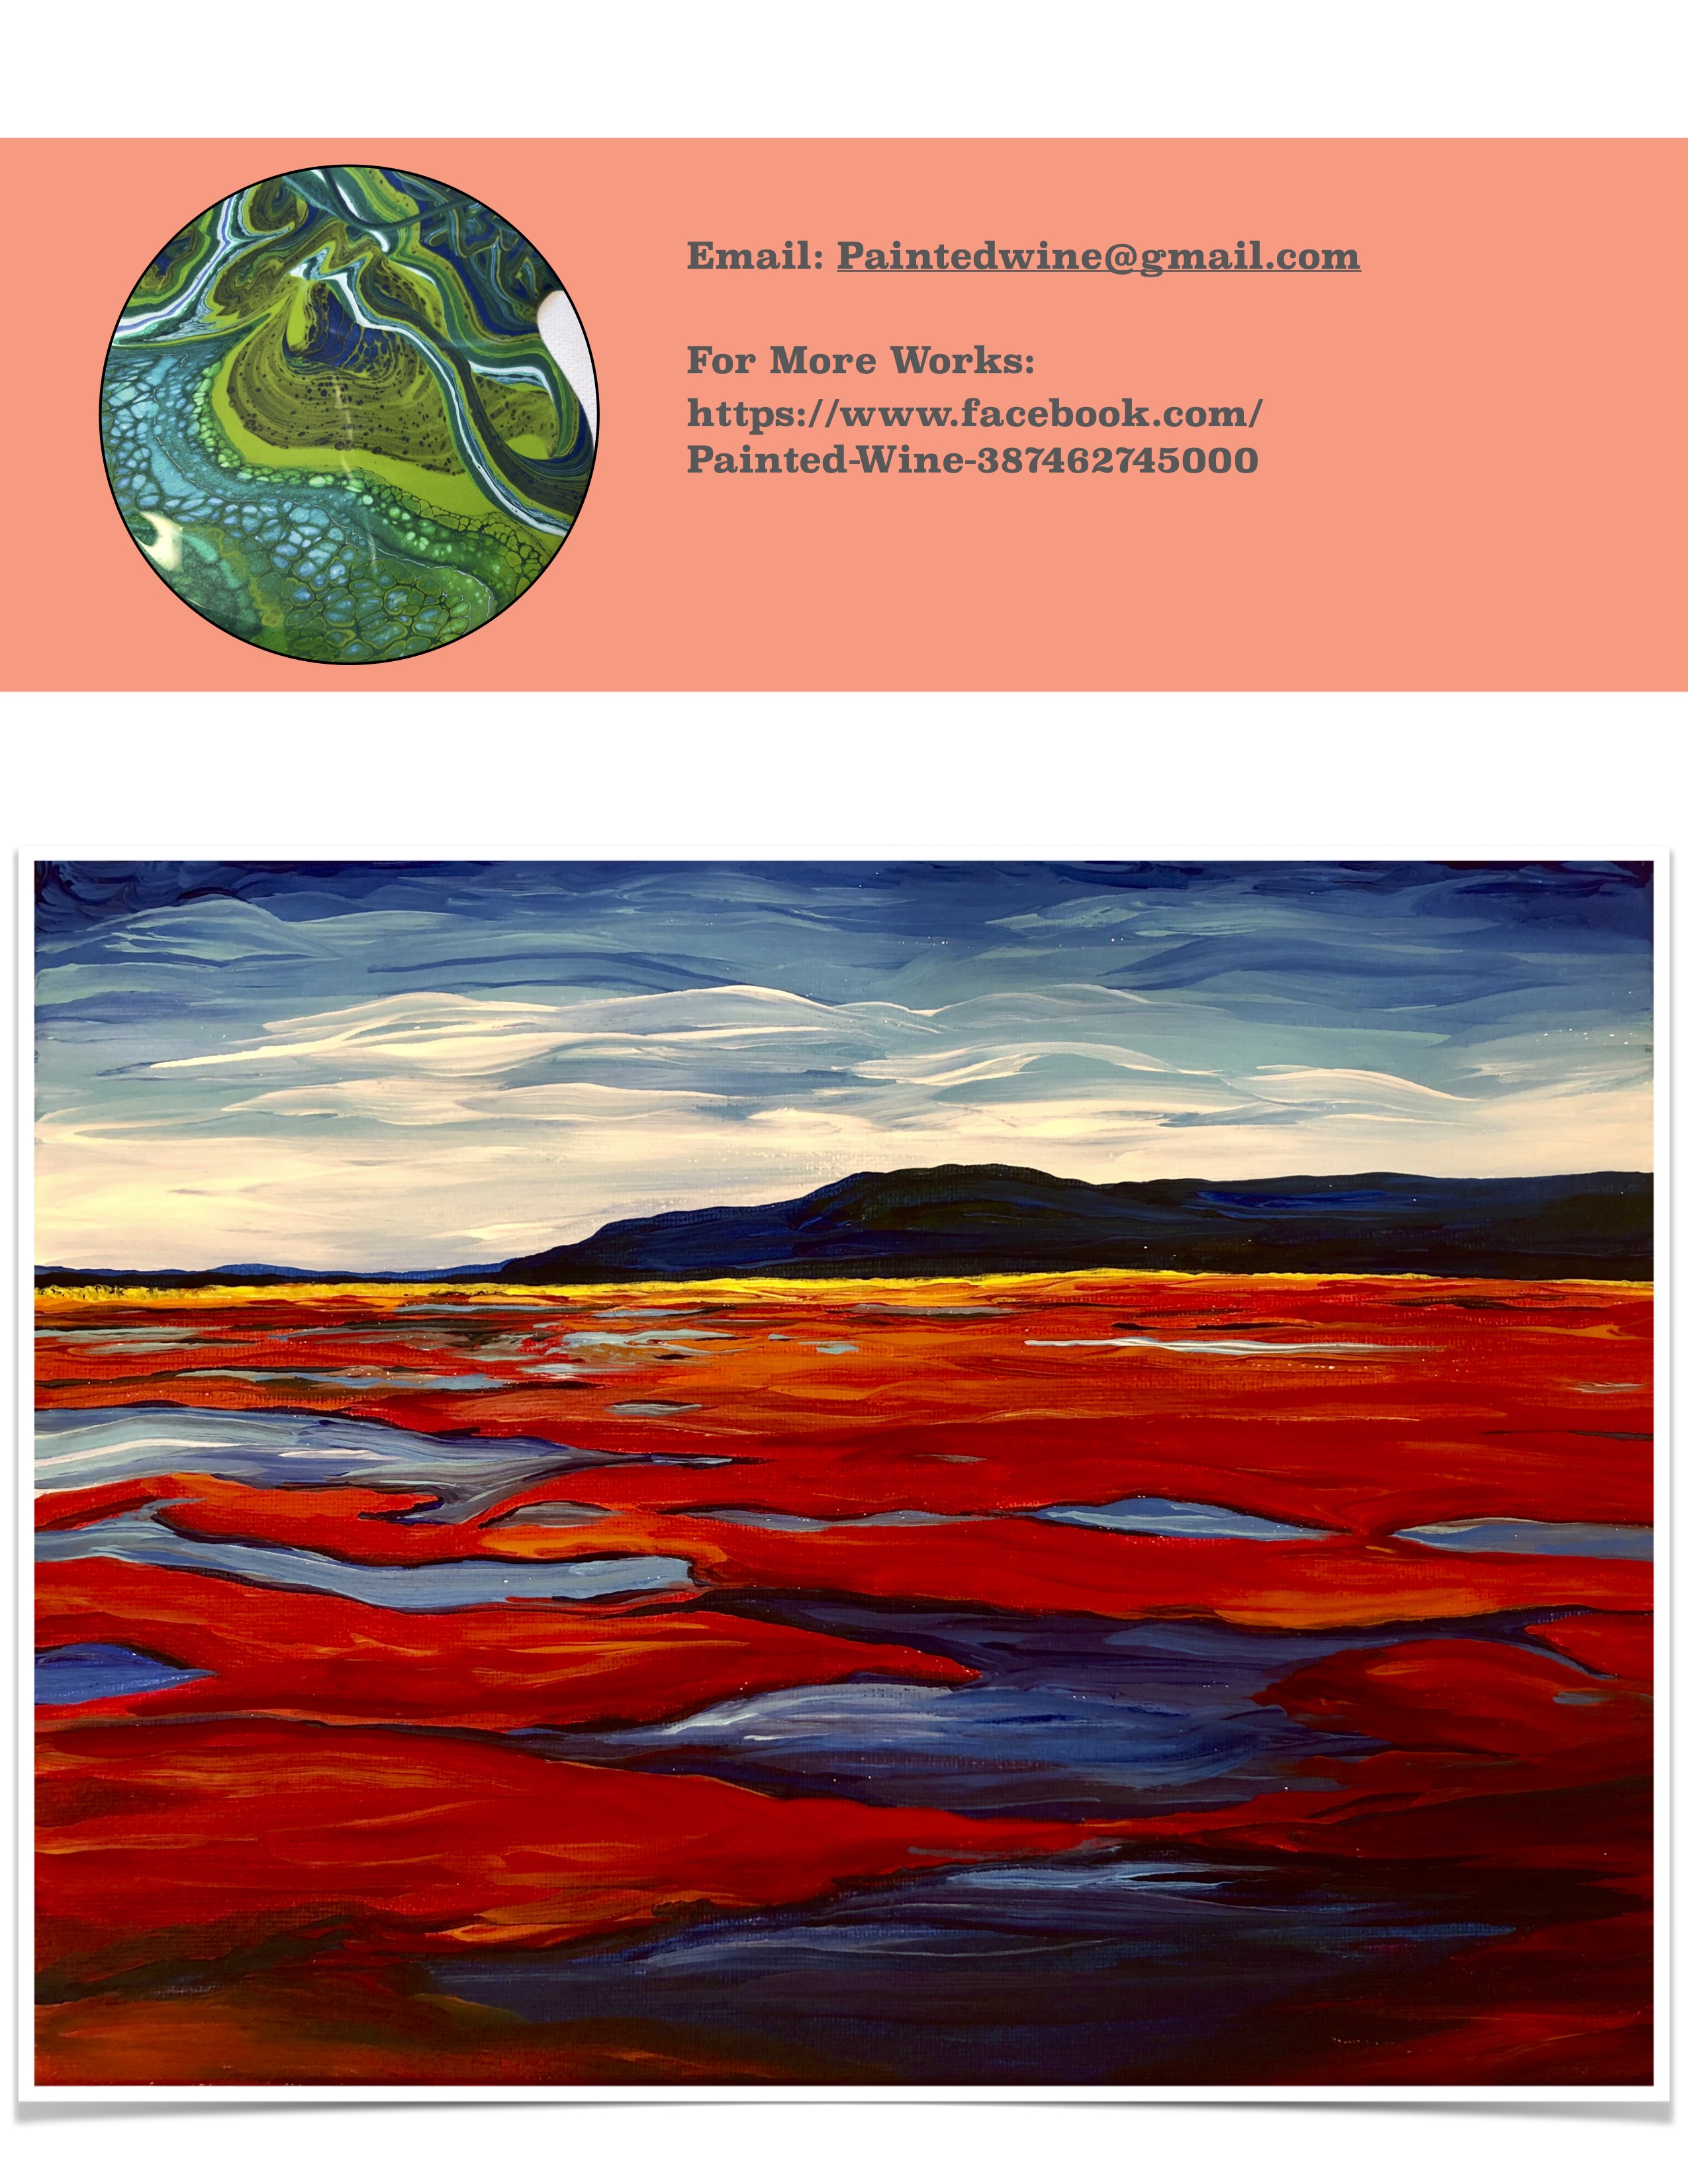 Email: Paintedwine@gmail.com
For More Works:
https://www.facebook.com/
Painted-Wine-387462745000